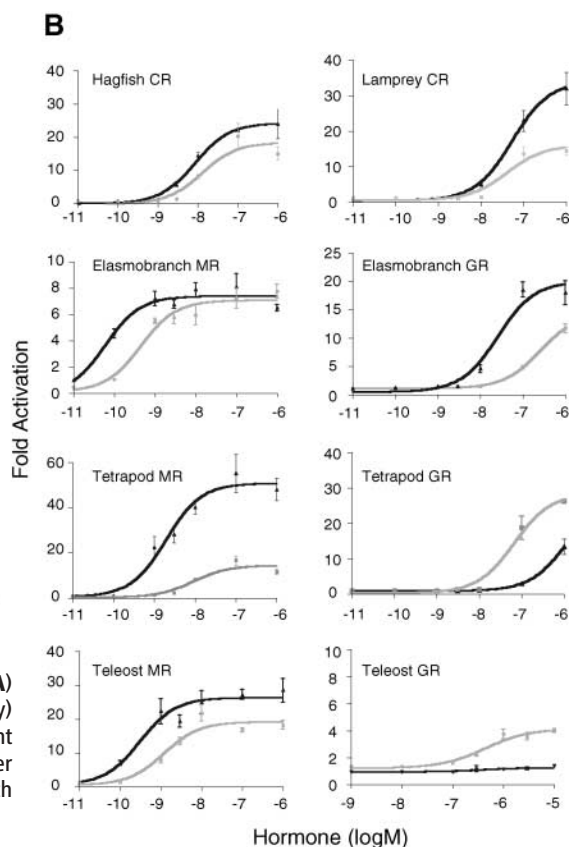 B
Fold Activation
Hagfish CR
50
40
30
20
10
0
-11 -10 -9 -8 -7 -6
Lamprey CR
40
30
20
10
0
-11 -10 -9 -8 -7 -6
Elasmobranch MR
10
8
6
4
2
0
-11 -10 -9 -8 -7 -6
Elasmobranch GR
25
20
15
10
5
0
-11 -10 -9 -8 -7 -6
Tetrapod MR
60
40
20
0
-11 -10 -9 -8 -7 -6
Tetrapod GR
40
30
20
10
0
-11 -10 -9 -8 -7 -6
Teleost MR
40
30
20
10
0
-11 -10 -9 -8 -7 -6
Teleost GR
6
4
2
0
-9 -8 -7 -6 -5
Hormone (logM)
A)
y)
nt
er
h